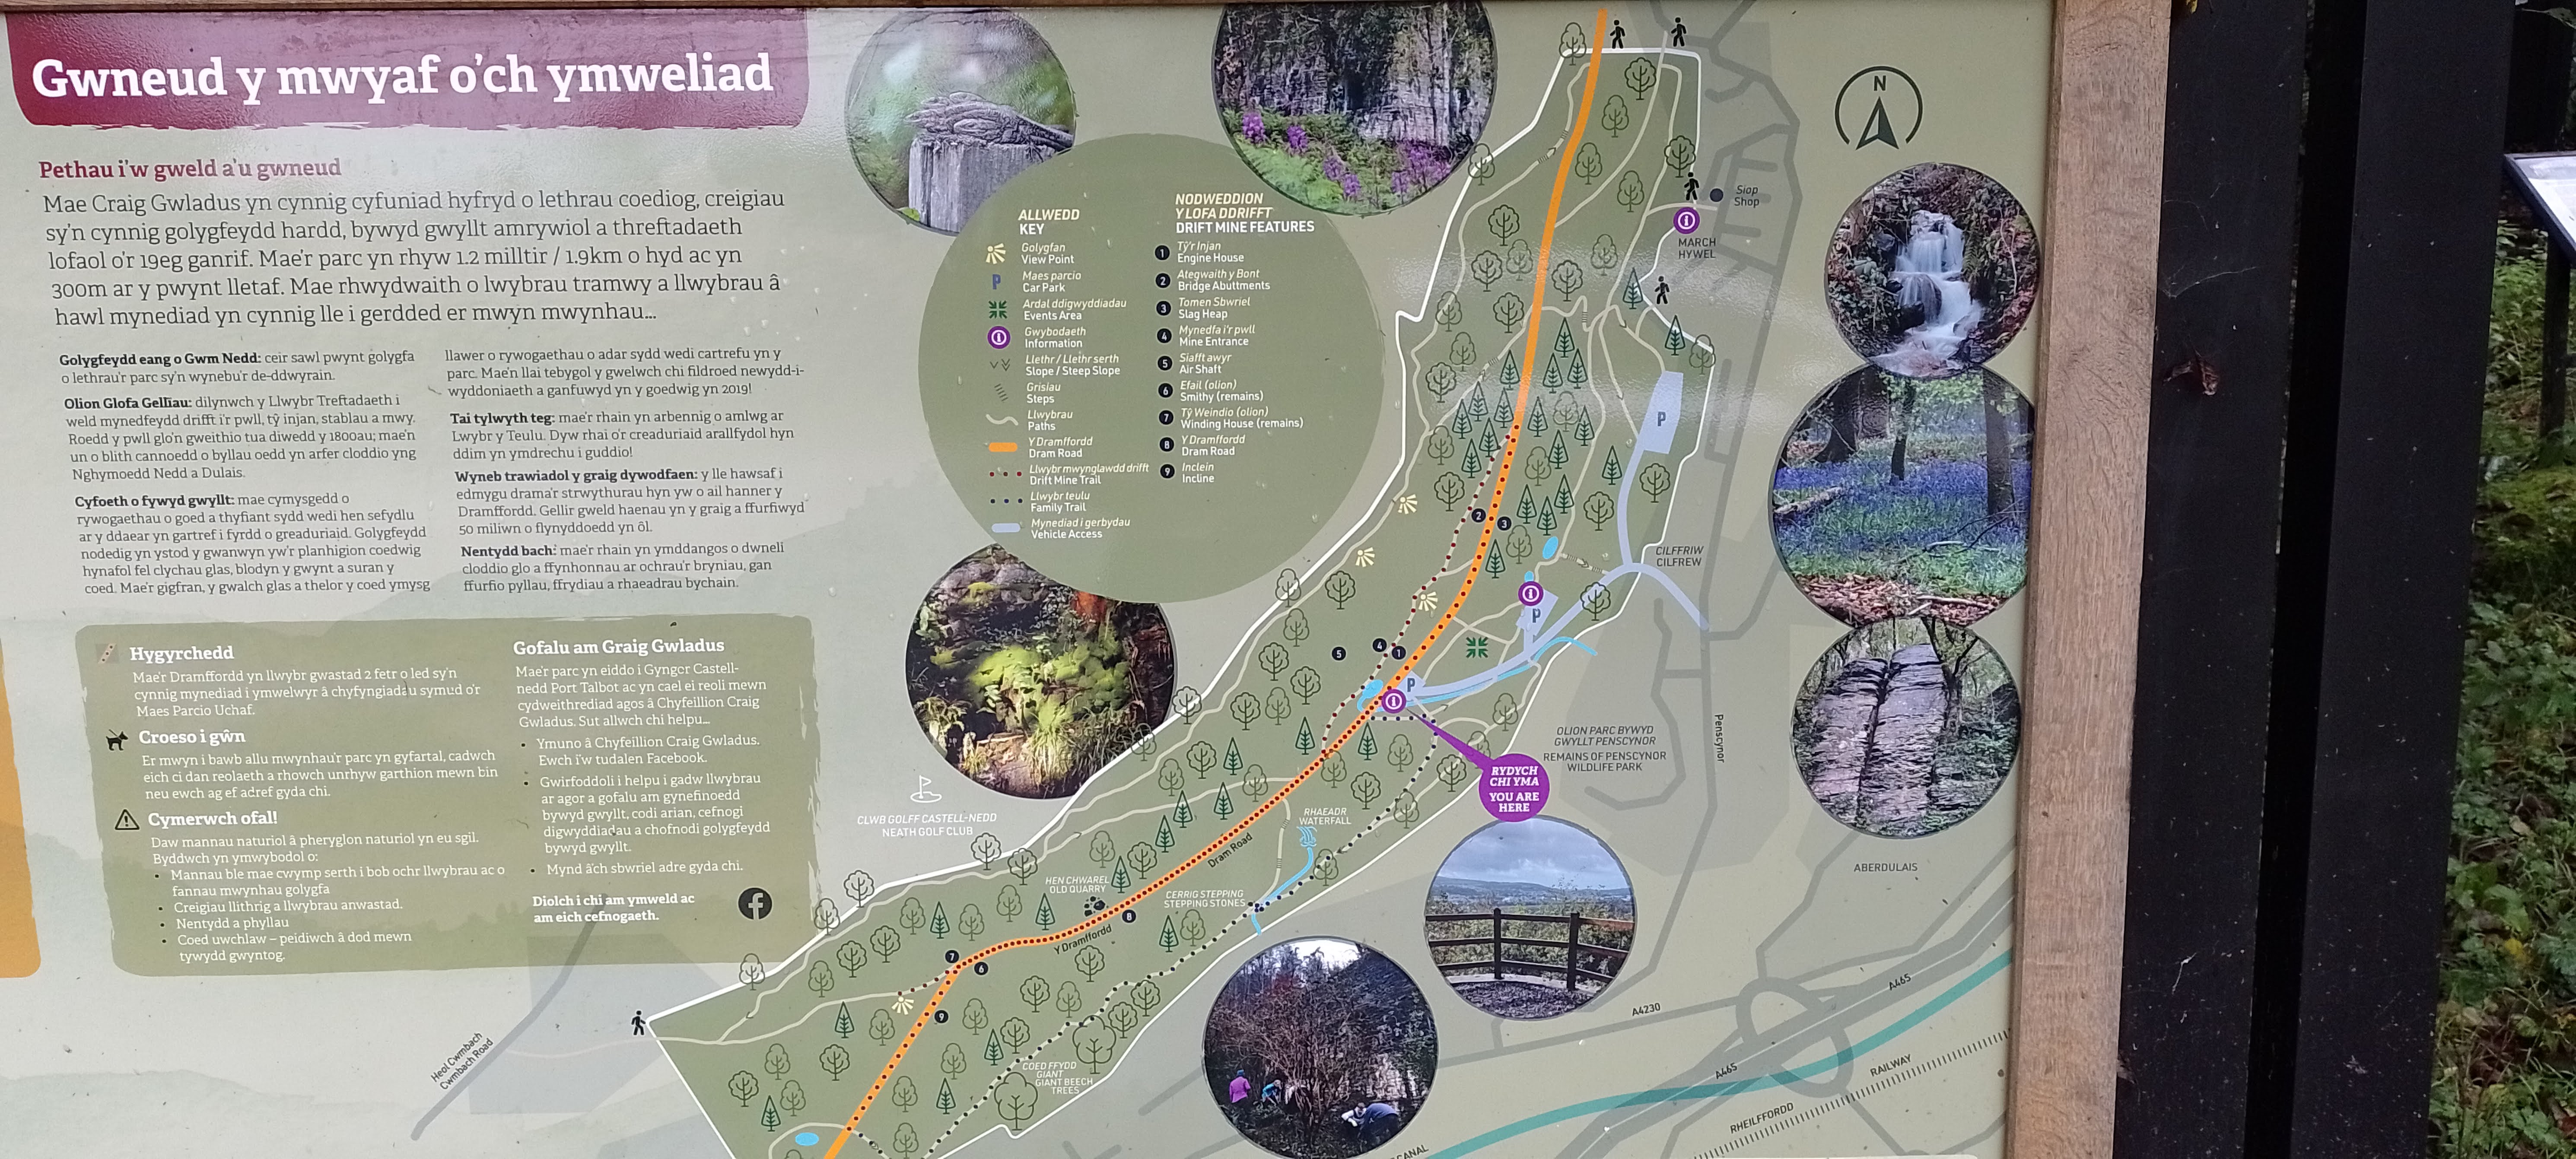 Gwneud y mwyaf o'ch ymweliad
Pethau i'w gweld a'u gwneud
Mae Craig Gwladus yn cynnig cyfuniad hyfryd o lethrau coediog, creigiau
sy'n cynnig golygfeydd hardd, bywyd gwyllt amrywiol a threftadaeth
lofaol o'r 19eg ganrif. Mae'r parc yn rhyw 1.2 milltir / 1.9km o hyd ac yn
300m ar y pwynt lletaf. Mae rhwydwaith o lwybrau tramwy a llwybrau â
hawl mynediad yn cynnig lle i gerdded er mwyn mwynhau...
Golygfeydd eang o Gwm Nedd: ceir sawl pwynt golygfa
o lethrau'r parc sy'n wynebu'r de-ddwyrain.
Olion Glofa Gelliau: dilynwch y Llwybr Treftadaeth i
weld mynedfeydd drifft i'r pwll, tŷ injan, stablau a mwy.
Roedd y pwll glo'n gweithio tua diwedd y 1800au; mae'n
un o blith cannoedd o byllau oedd yn arfer cloddio yng
Nghymoedd Nedd a Dulais.
Cyfoeth o fywyd gwyllt: mae cymysgedd o
rywogaethau o goed a thyfiant sydd wedi hen sefydlu
ar y ddaear yn gartref i fyrdd o greaduriaid. Golygfeydd
nodedig yn ystod y gwanwyn yw'r planhigion coedwig
hynafol fel clychau glas, blodyn y gwynt a suran y
coed. Mae'r gigfran, y gwalch glas a thelor y coed ymysg
llawer o rywogaethau o adar sydd wedi cartrefu yn y
parc. Mae'n llai tebygol y gwelwch chi fildroed newydd-i-
wyddoniaeth a ganfuwyd yn y goedwig yn 2019!
Tai tylwyth teg: mae'r rhain yn arbennig o amlwg ar
Lwybr y Teulu. Dyw rhai o'r creaduriaid arallfydol hyn
ddim yn ymdrechu i guddio!
Wyneb trawiadol y graig dywodfaen: y lle hawsaf i
edmygu drama'r strwythurau hyn yw o ail hanner y
Dramffordd. Gellir gweld haenau yn y graig a ffurfiwyd
50 miliwn o flynyddoedd yn ôl.
Nentydd bach: mae'r rhain yn ymddangos o dwneli
cloddio glo a ffynhonnau ar ochrau'r bryniau, gan
ffurfio pyllau, ffrydiau a rhaeadrau bychain.
Hygyrchedd
Mae'r Dramffordd yn llwybr gwastad 2 fetr o led sy'n
cynnig mynediad i ymwelwyr â chyfyngiadau symud o'r
Maes Parcio Uchaf.
Croeso i gŵn
Er mwyn i bawb allu mwynhau'r parc yn gyfartal, cadwch
eich ci dan reolaeth a rhowch unrhyw garthion mewn bin
neu ewch ag ef adref gyda chi.
Cymerwch ofal!
Daw mannau naturiol â pheryglon naturiol yn eu sgil.
Byddwch yn ymwybodol o:
• Mannau ble mae cwymp serth i bob ochr llwybrau ac o
fannau mwynhau golygfa
• Creigiau llithrig a llwybrau anwastad.
• Nentydd a phyllau
• Coed uwchlaw – peidiwch â dod mewn
tywydd gwyntog.
Gofalu am Graig Gwladus
Mae'r parc yn eiddo i Gyngor Castell-
nedd Port Talbot ac yn cael ei reoli mewn
cydweithrediad agos â Chyfeillion Craig
Gwladus. Sut allwch chi helpu...
• Ymuno â Chyfeillion Craig Gwladus.
Ewch i'w tudalen Facebook.
• Gwirfoddoli i helpu i gadw llwybrau
ar agor a gofalu am gynefinoedd
bywyd gwyllt, codi arian, cefnogi
digwyddiadau a chofnodi golygfeydd
bywyd gwyllt.
• Mynd â'ch sbwriel adre gyda chi.
Diolch i chi am ymweld ac
am eich cefnogaeth.
ALLWEDD
KEY
Golygfan
View Point
P
Maes parcio
Car Park
Ardal ddigwyddiadau
Events Area
Gwybodaeth
Information
Llethr / Llethr serth
Slope / Steep Slope
Grisiau
Steps
Llwybrau
Paths
Y Dramffordd
Dram Road
Llwybr mwynglawdd drifft
Drift Mine Trail
Llwybr teulu
Family Trail
Mynediad i gerbydau
Vehicle Access
NODWEDDION
Y LOFA DDRIFFT
DRIFT MINE FEATURES
1 Tŷ'r Injan
Engine House
2 Ategwaith y Bont
Bridge Abuttments
3 Tomen Sbwriel
Slag Heap
4 Mynedfa i'r pwll
Mine Entrance
5 Siafft awyr
Air Shaft
6 Efail (olion)
Smithy (remains)
7 Tŷ Weindio (olion)
Winding House (remains)
8 Y Dramffordd
Dram Road
9 Inclein
Incline
N
Siop
Shop
MARCH
HYWEL
P
CILFFRIW
CILFREW
2
3
P
4
1
5
P
OLION PARC BYWYD
GWYLLT PENSCYNOR
REMAINS OF PENSCYNOR
WILDLIFE PARK
Penscynor
RYDYCH
CHI YMA
YOU ARE
HERE
CLWB GOLFF CASTELL-NEDD
NEATH GOLF CLUB
RHAEADR
WATERFALL
Dram Road
HEN CHWAREL
OLD QUARRY
CERRIG STEPPING
STEPPING STONES
8
Y Dramffordd
7
6
9
ABERDULAIS
COED FFYDD
GIANT
GIANT BEECH
TREES
Heol Cwmbach
Cwmbach Road
A4230
A465
A465
RAILWAY
RHEILFFORDD
CANAL